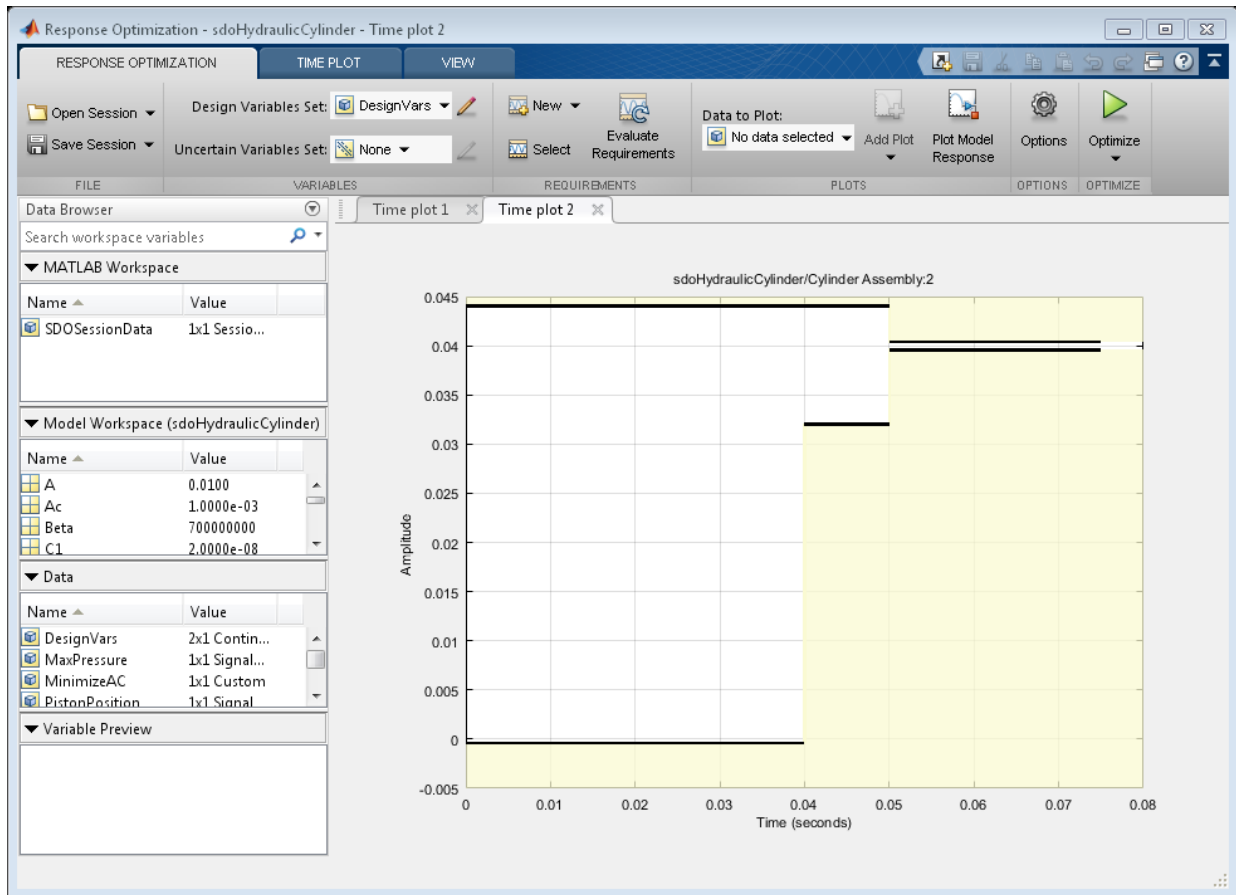 Response Optimization - sdoHydraulicCylinder - Time plot 2
RESPONSE OPTIMIZATION TIME PLOT VIEW
Open Session
Save Session
FILE
Design Variables Set: DesignVars
Uncertain Variables Set: None
VARIABLES
New
Select
Evaluate
Requirements
REQUIREMENTS
Data to Plot:
No data selected
Add Plot
Plot Model
Response
PLOTS
Options
OPTIONS
Optimize
OPTIMIZE
Data Browser
Search workspace variables
MATLAB Workspace
Name Value
SDOSessionData 1x1 Sessio...
Model Workspace (sdoHydraulicCylinder)
Name Value
A 0.0100
Ac 1.0000e-03
Beta 700000000
C1 2.0000e-08
Data
Name Value
DesignVars 2x1 Contin...
MaxPressure 1x1 Signal...
MinimizeAC 1x1 Custom
PistonPosition 1x1 Signal
Variable Preview
Time plot 1 Time plot 2
sdoHydraulicCylinder/Cylinder Assembly:2
0.045
0.04
0.035
0.03
0.025
0.02
0.015
0.01
0.005
0
-0.005
Amplitude
0 0.01 0.02 0.03 0.04 0.05 0.06 0.07 0.08
Time (seconds)